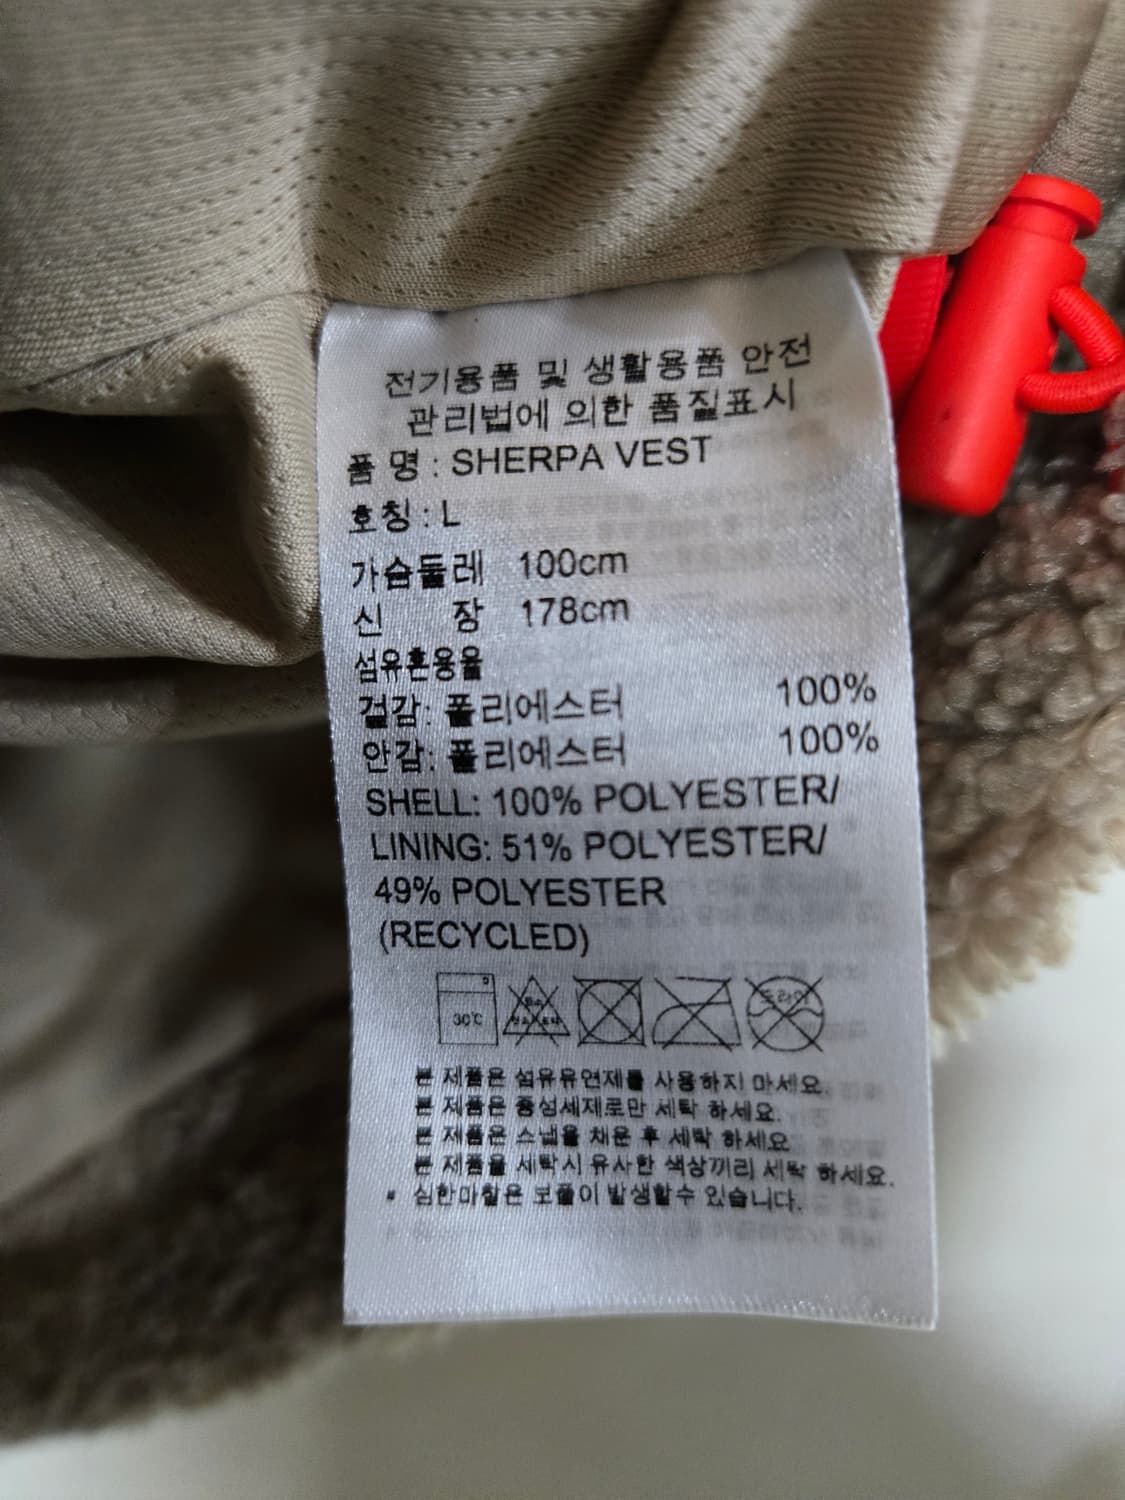 전기용품 및 생활용품 안전
관리법에 의한 품질표시
품 명 : SHERPA VEST
호칭 : L
가슴둘레 100cm
신 장 178cm
섬유혼용율
겉감: 폴리에스터 100%
안감: 폴리에스터 100%
SHELL: 100% POLYESTER/
LINING: 51% POLYESTER/
49% POLYESTER
(RECYCLED)
30℃ 드라이
본 제품은 섬유유연제를 사용하지 마세요.
본 제품은 중성세제로만 세탁 하세요.
본 제품은 스냅을 채운 후 세탁 하세요.
본 제품을 세탁시 유사한 색상끼리 세탁 하세요.
* 심한마찰은 보풀이 발생할수 있습니다.